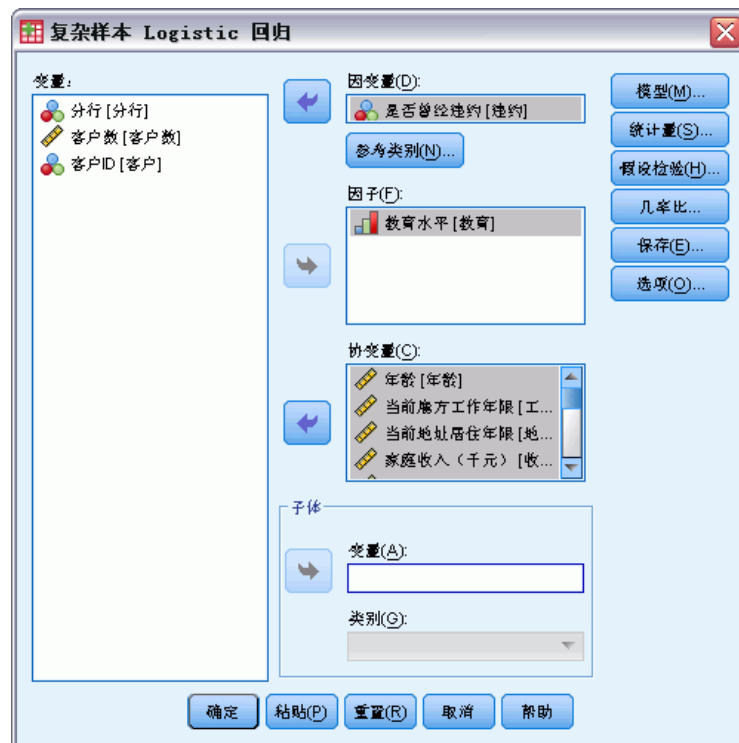 复杂样本 Logistic 回归
变量:
分行 [分行]
客户数 [客户数]
客户ID [客户]
因变量(D):
是否曾经违约 [违约]
参考类别(N)...
因子(F):
教育水平 [教育]
协变量(C):
年龄 [年龄]
当前魔方工作年限 [工...
当前地址居住年限 [地...
家庭收入（千元） [收...
子体
变量(A):
类别(G):
模型(M)...
统计量(S)...
假设检验(H)...
几率比...
保存(E)...
选项(O)...
确定
粘贴(P)
重置(R)
取消
帮助